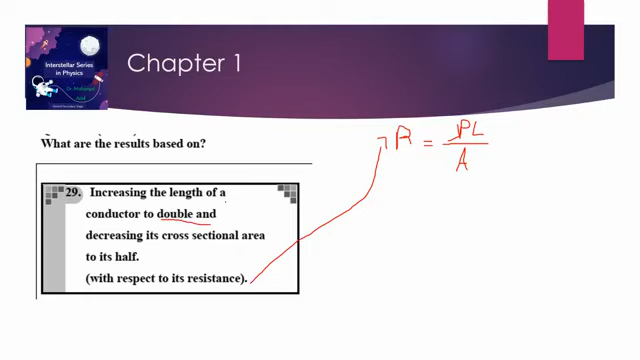 Interstellar Series
in Physics
Chapter 1
What are the results based on?
29. Increasing the length of a
conductor to double and
decreasing its cross sectional area
to its half.
(with respect to its resistance).
R = ρL
A